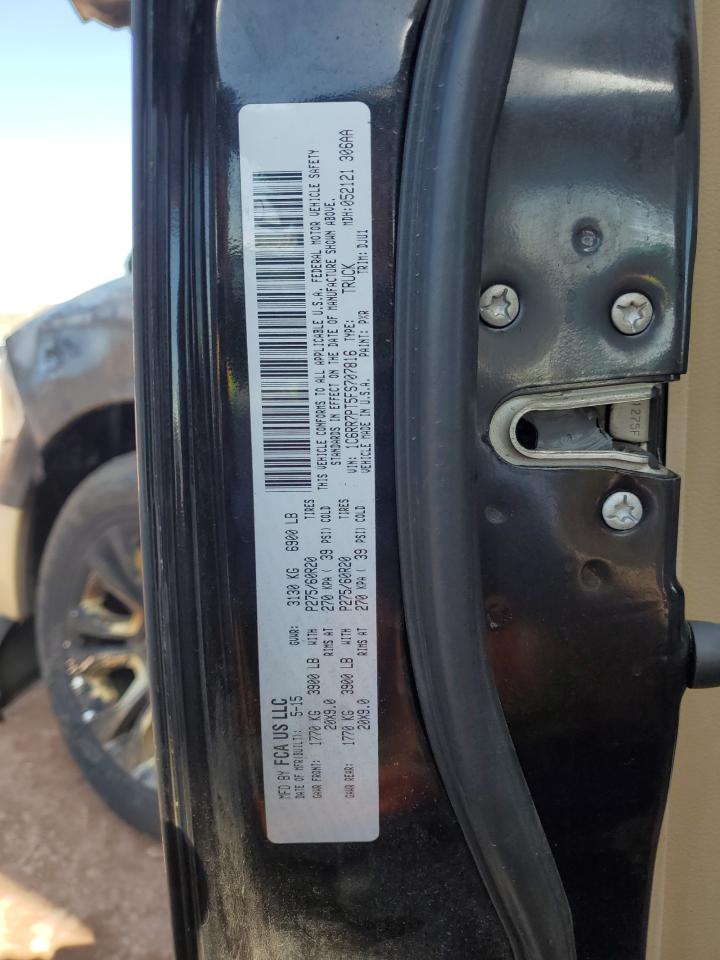 MFD BY FCA US LLC
DATE OF MFR(BUILT): 5-15 GVWR: 3130 KG 6900 LB
GAWR FRONT: 1770 KG 3900 LB WITH P275/60R20 TIRES
20X9.0 RIMS AT 270 KPA ( 39 PSI) COLD
GAWR REAR: 1770 KG 3900 LB WITH P275/60R20 TIRES
20X9.0 RIMS AT 270 KPA ( 39 PSI) COLD
THIS VEHICLE CONFORMS TO ALL APPLICABLE U.S.A. FEDERAL MOTOR VEHICLE SAFETY
STANDARDS IN EFFECT ON THE DATE OF MANUFACTURE SHOWN ABOVE.
VIN: 1C6RR7PT5FS707816 TYPE: TRUCK MDH:052121 306AA
VEHICLE MADE IN U.S.A. PAINT: PXR TRIM: DJU1
1275F